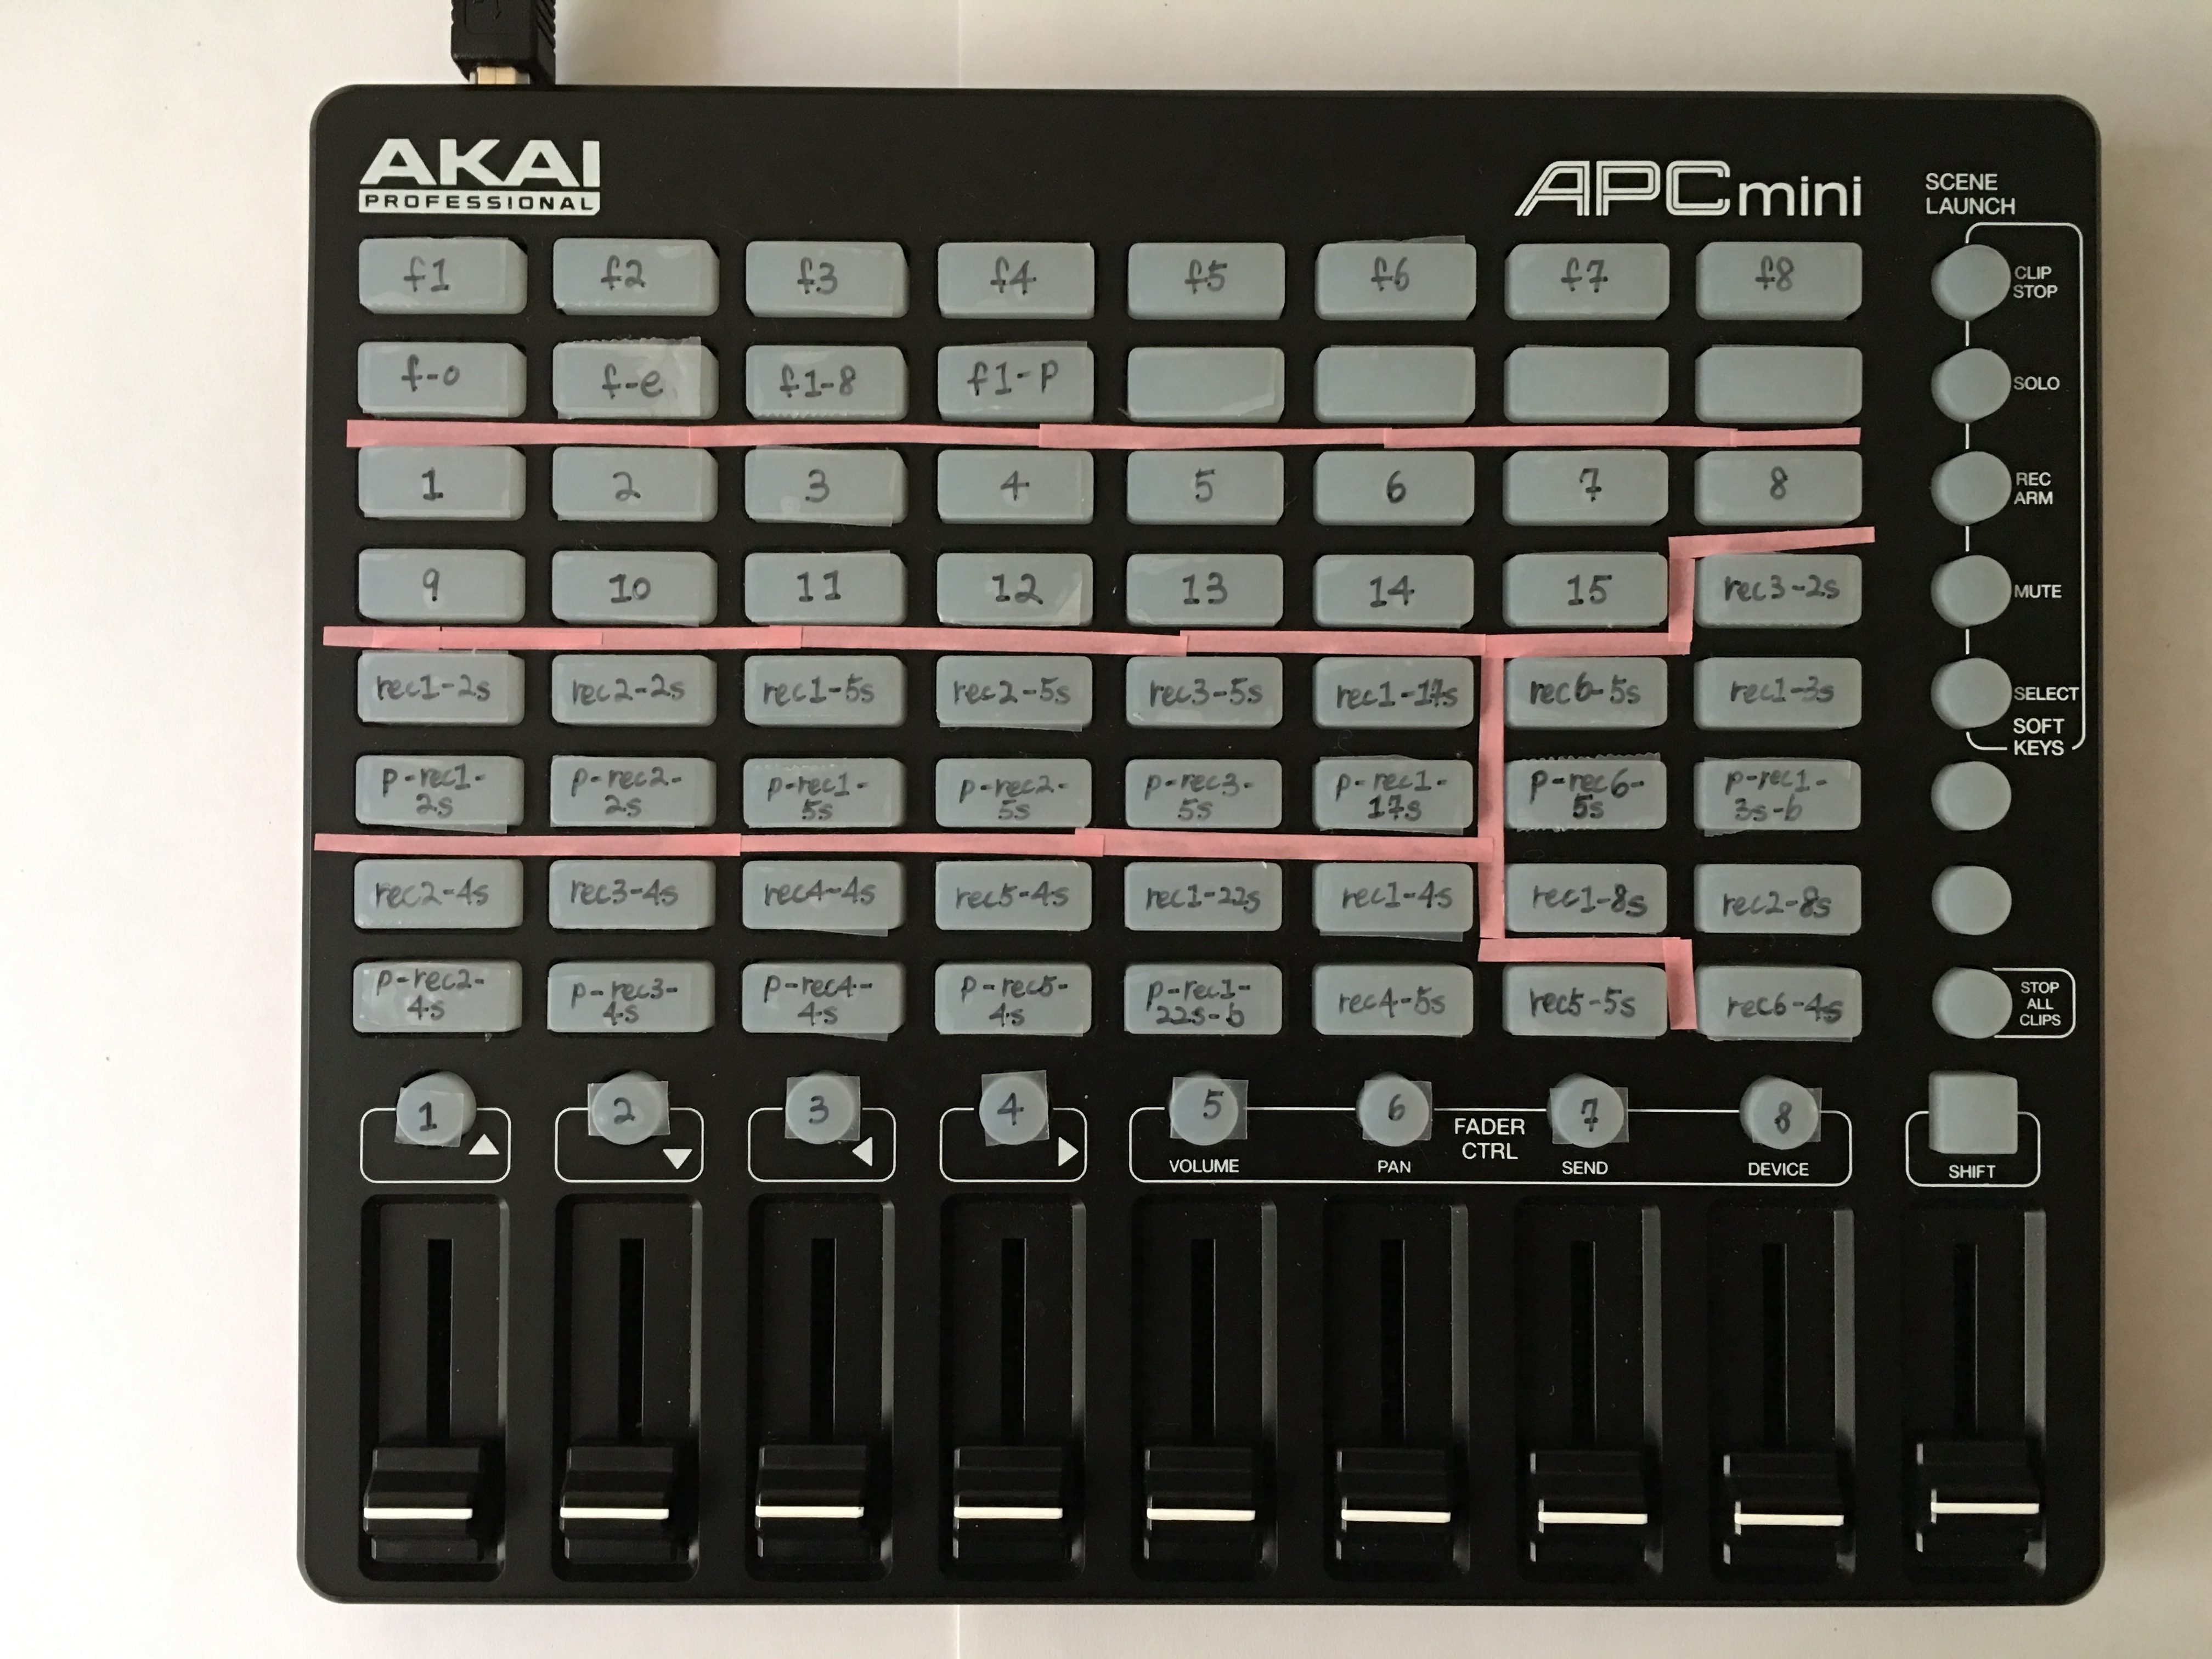 AKAI
PROFESSIONAL
APC mini
SCENE
LAUNCH
f1 f2 f3 f4 f5 f6 f7 f8
CLIP
STOP
f-o f-e f1-8 f1-P
SOLO
1 2 3 4 5 6 7 8
REC
ARM
9 10 11 12 13 14 15 rec3-2s
MUTE
rec1-2s rec2-2s rec1-5s rec2-5s rec3-5s rec1-17s rec6-5s rec1-3s
SELECT
SOFT
KEYS
p-rec1-
2s
p-rec2-
2s
p-rec1-
5s
p-rec2-
5s
p-rec3-
5s
p-rec1-
17s
p-rec6-
5s
p-rec1-
3s-b
rec2-4s rec3-4s rec4-4s rec5-4s rec1-22s rec1-4s rec1-8s rec2-8s
p-rec2-
4s
p-rec3-
4s
p-rec4-
4s
p-rec5-
4s
p-rec1-
22s-b
rec4-5s rec5-5s rec6-4s
STOP
ALL
CLIPS
1 2 3 4 5 6 7 8
FADER
CTRL
VOLUME PAN SEND DEVICE SHIFT